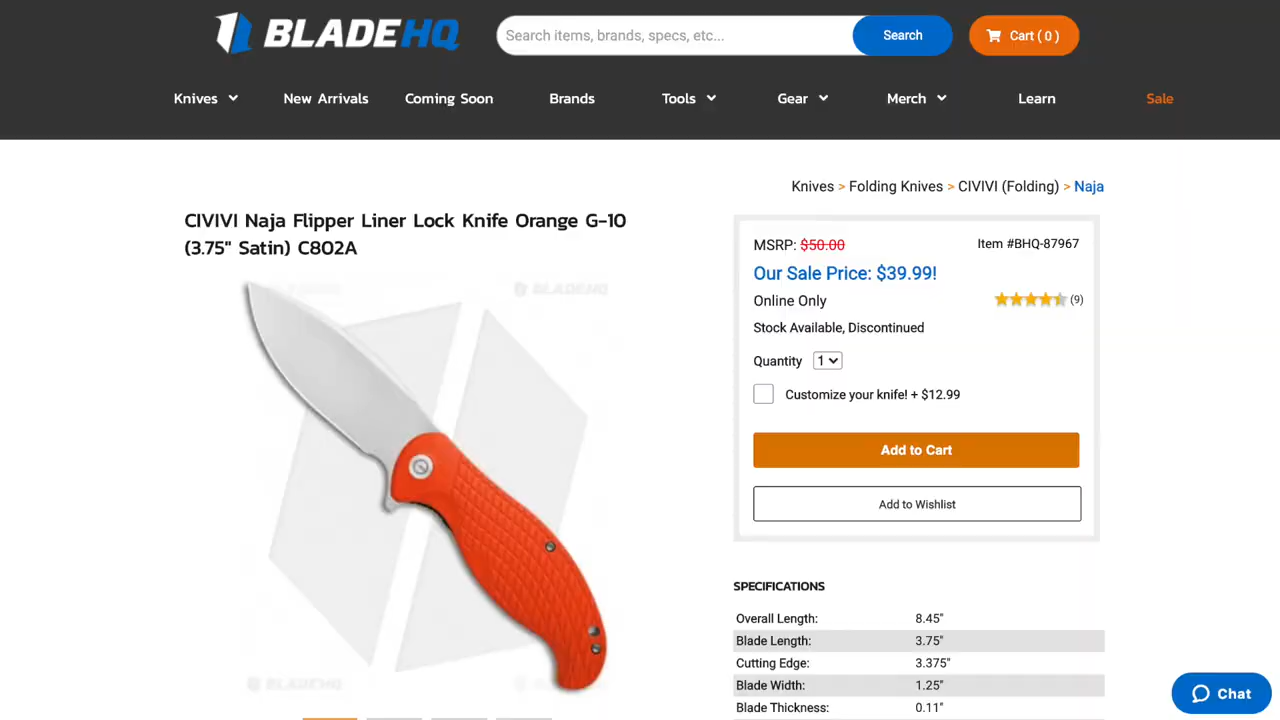 BLADEHQ
Search items, brands, specs, etc...
Search
Cart ( 0 )
Knives
New Arrivals
Coming Soon
Brands
Tools
Gear
Merch
Learn
Sale
Knives > Folding Knives > CIVIVI (Folding) > Naja
CIVIVI Naja Flipper Liner Lock Knife Orange G-10
(3.75" Satin) C802A
BLADEHQ
BLADEHQ
BLADEHQ
MSRP: $50.00
Item #BHQ-87967
Our Sale Price: $39.99!
Online Only
(9)
Stock Available, Discontinued
Quantity 1
Customize your knife! + $12.99
Add to Cart
Add to Wishlist
SPECIFICATIONS
Overall Length: 8.45"
Blade Length: 3.75"
Cutting Edge: 3.375"
Blade Width: 1.25"
Blade Thickness: 0.11"
Chat